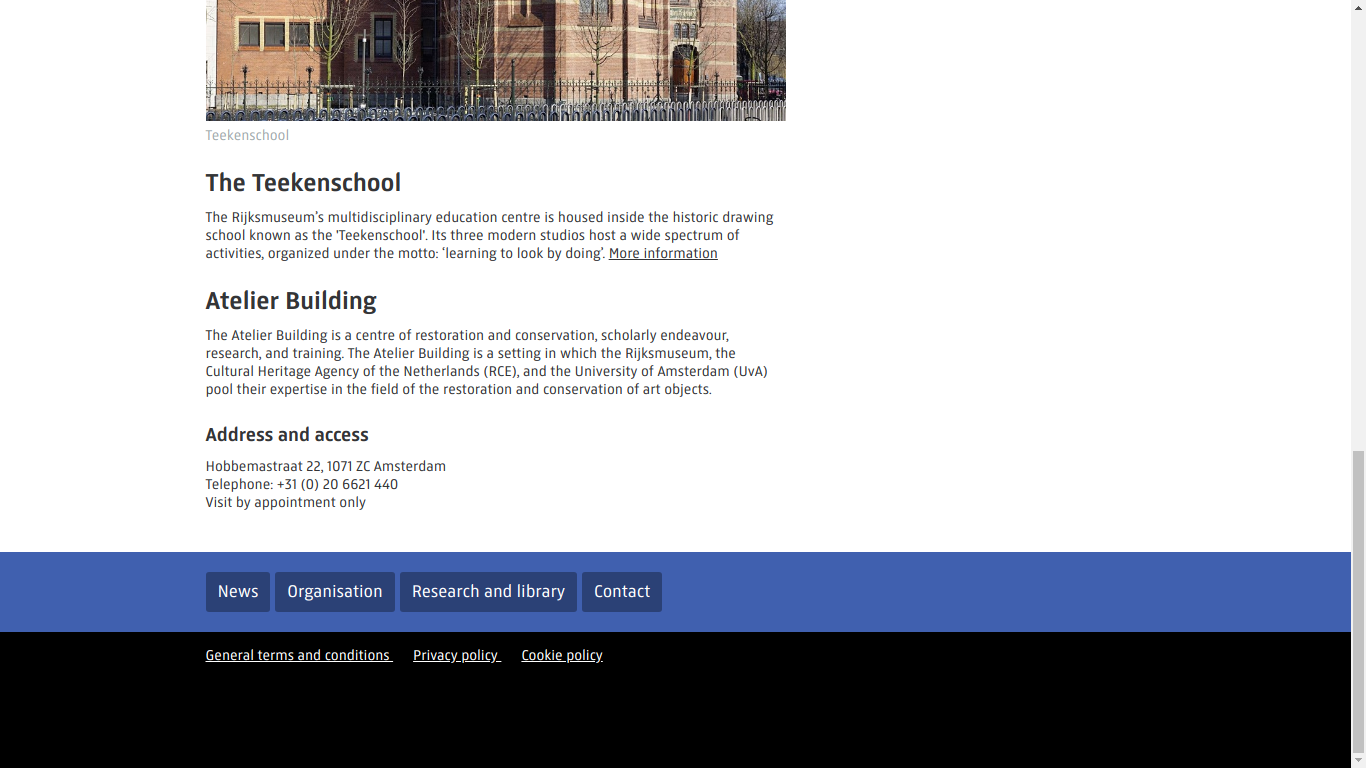 Teekenschool
The Teekenschool
The Rijksmuseum’s multidisciplinary education centre is housed inside the historic drawing
school known as the 'Teekenschool'. Its three modern studios host a wide spectrum of
activities, organized under the motto: ‘learning to look by doing’. More information
Atelier Building
The Atelier Building is a centre of restoration and conservation, scholarly endeavour,
research, and training. The Atelier Building is a setting in which the Rijksmuseum, the
Cultural Heritage Agency of the Netherlands (RCE), and the University of Amsterdam (UvA)
pool their expertise in the field of the restoration and conservation of art objects.
Address and access
Hobbemastraat 22, 1071 ZC Amsterdam
Telephone: +31 (0) 20 6621 440
Visit by appointment only
News Organisation Research and library Contact
General terms and conditions Privacy policy Cookie policy